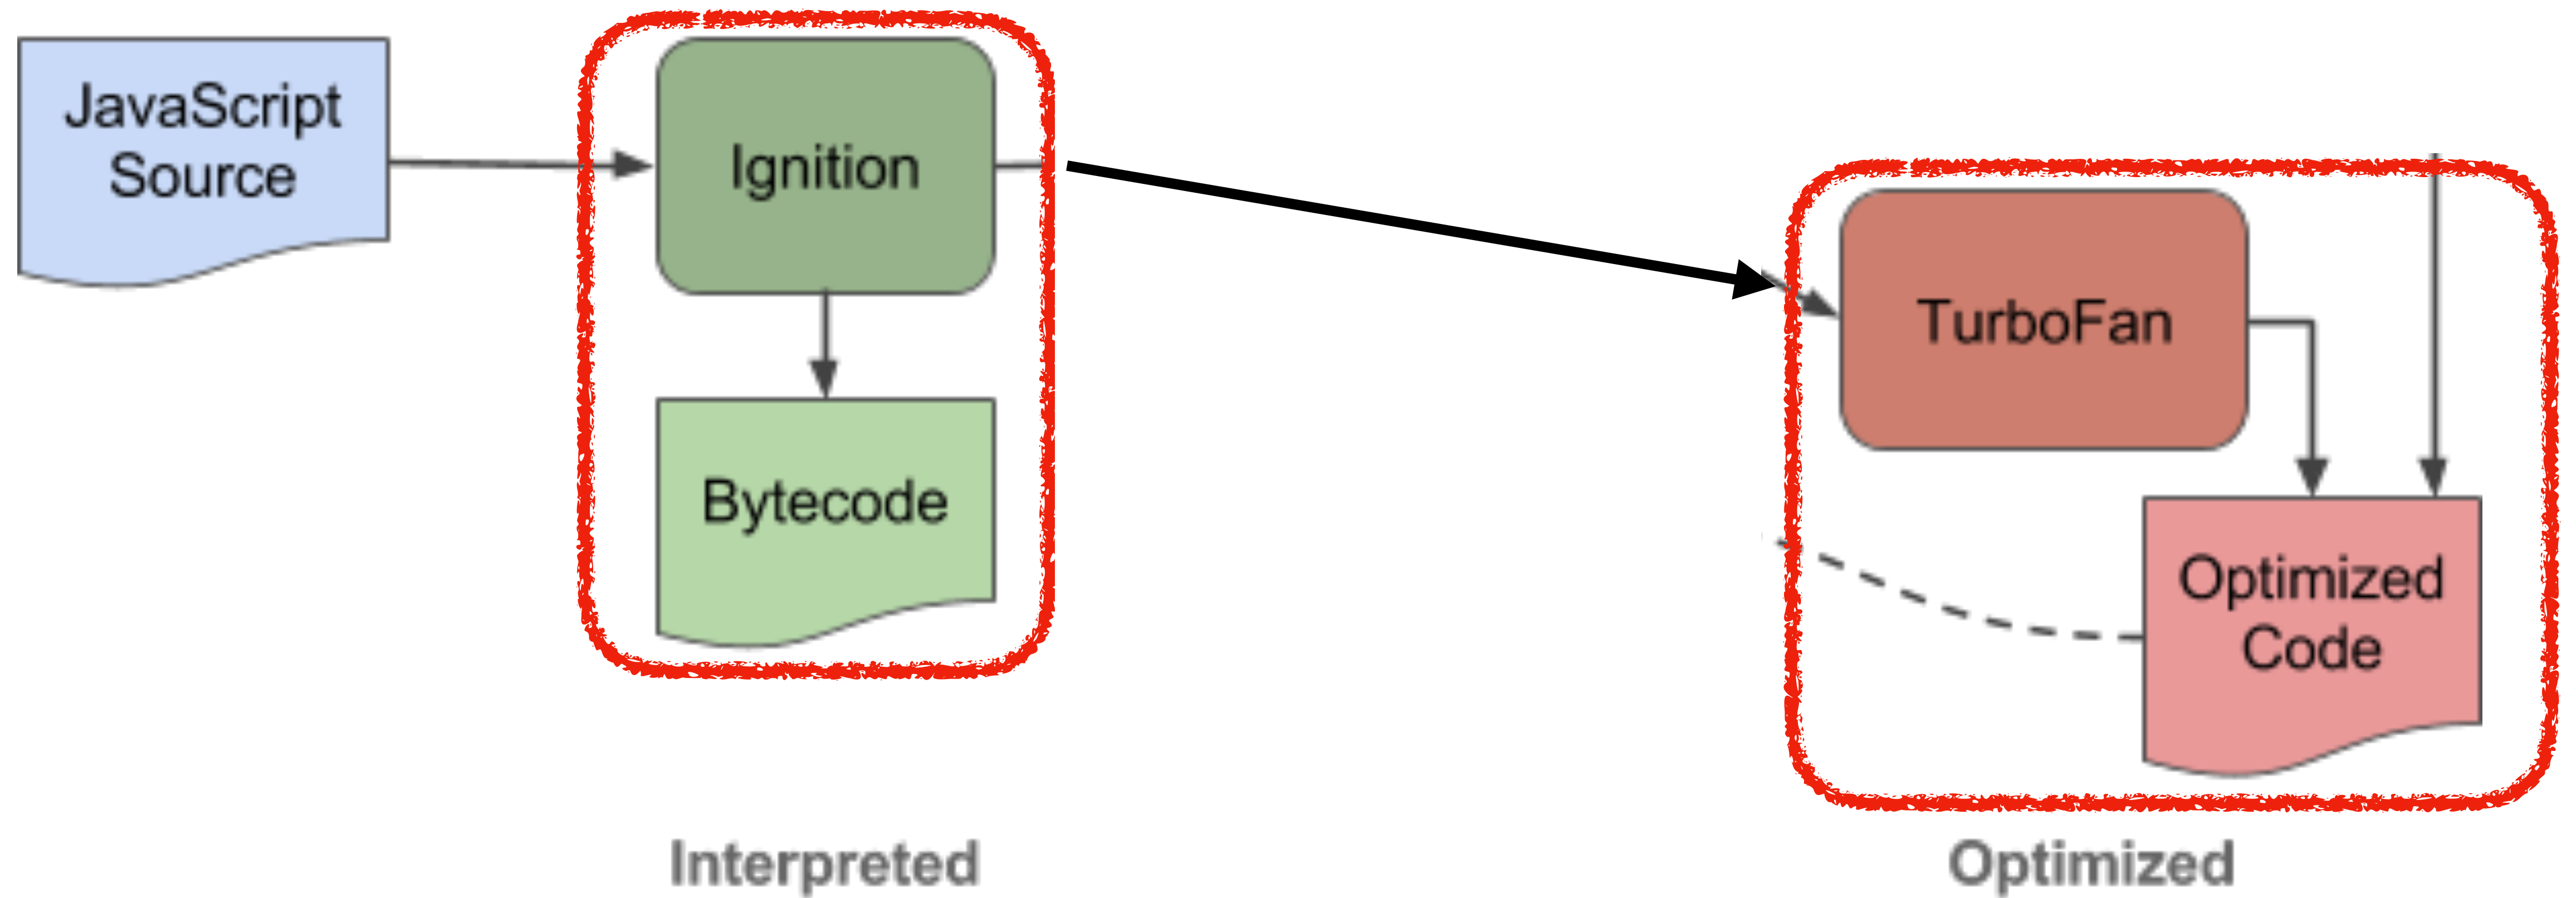 JavaScript
Source
Ignition
Bytecode
TurboFan
Optimized
Code
Interpreted
Optimized